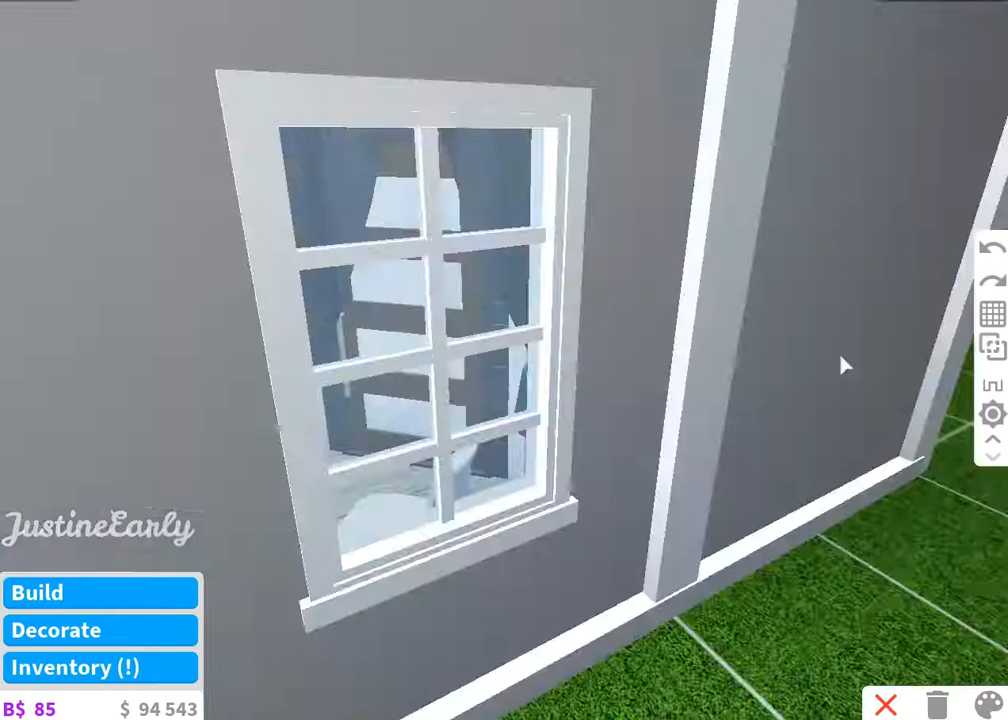 JustineEarly
Build
Decorate
Inventory (!)
B$ 85 $ 94 543